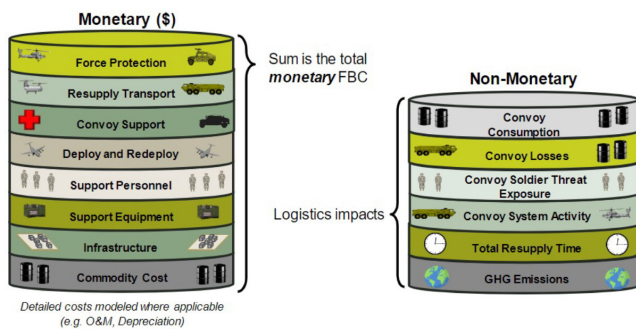 Monetary ($)
Force Protection
Resupply Transport
Convoy Support
Deploy and Redeploy
Support Personnel
Support Equipment
Infrastructure
Commodity Cost
Detailed costs modeled where applicable
(e.g. O&M, Depreciation)
Sum is the total
monetary FBC
Logistics impacts
Non-Monetary
Convoy
Consumption
Convoy Losses
Convoy Soldier Threat
Exposure
Convoy System Activity
Total Resupply Time
GHG Emissions